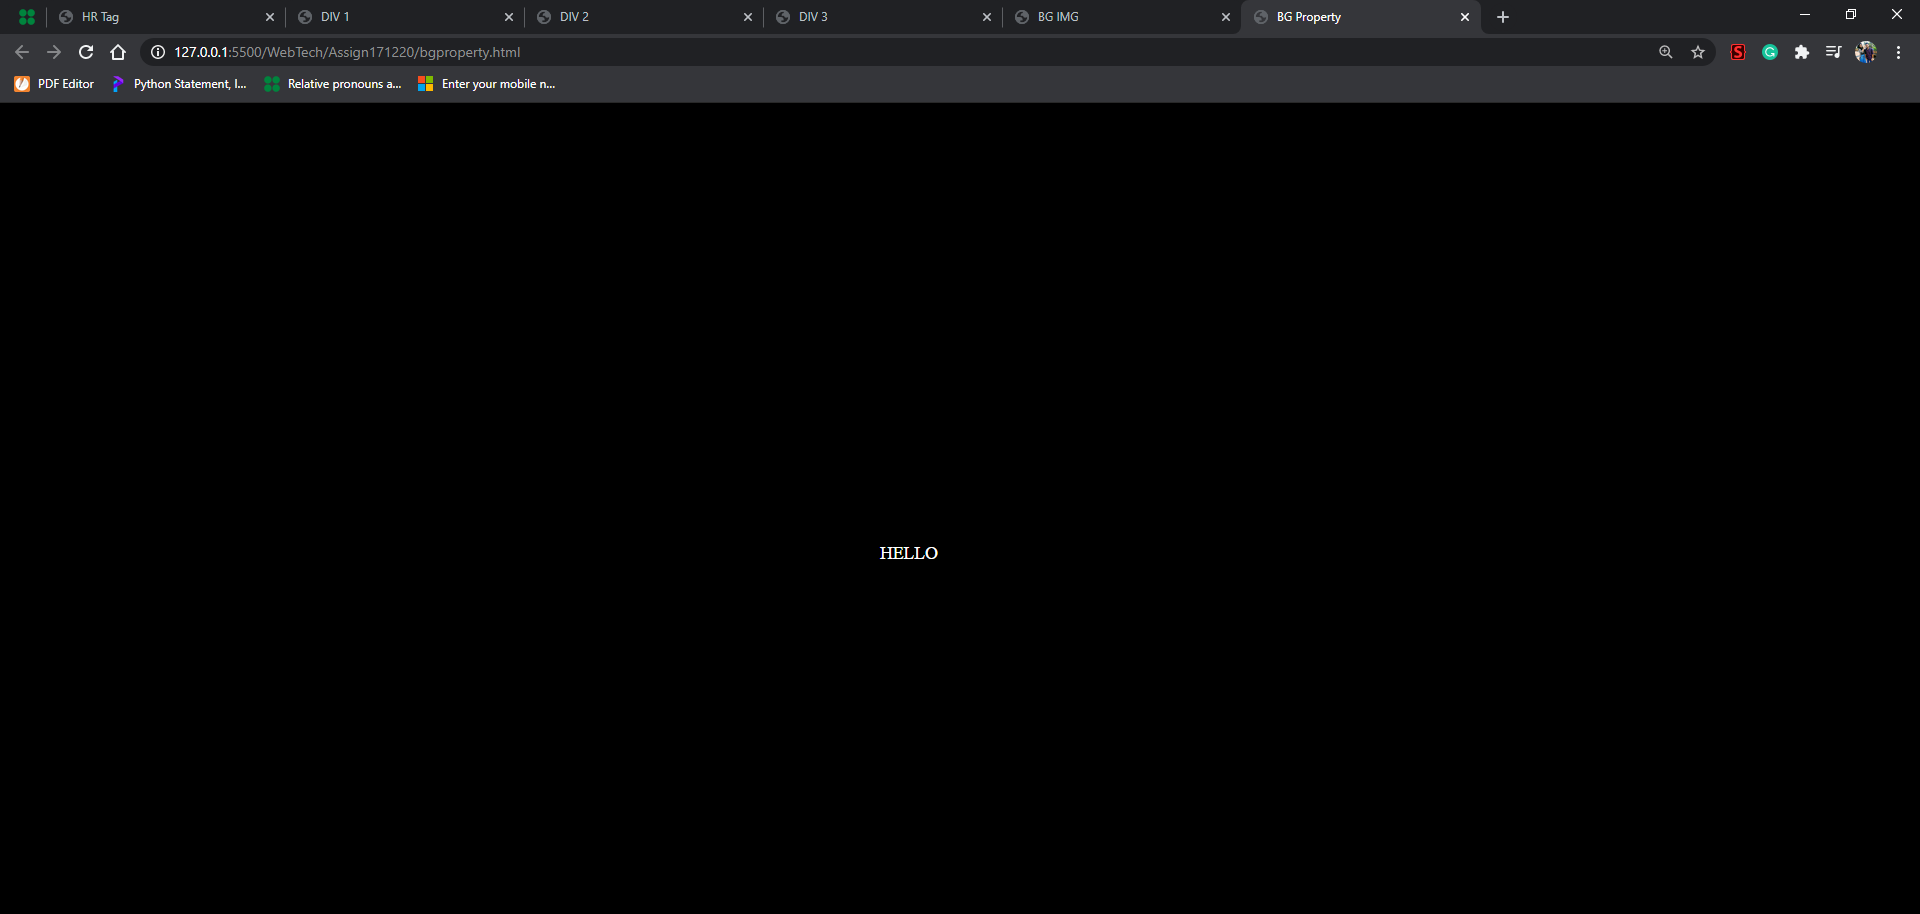 HR Tag
DIV 1
DIV 2
DIV 3
BG IMG
BG Property
127.0.0.1:5500/WebTech/Assign171220/bgproperty.html
PDF Editor
Python Statement, I...
Relative pronouns a...
Enter your mobile n...
HELLO